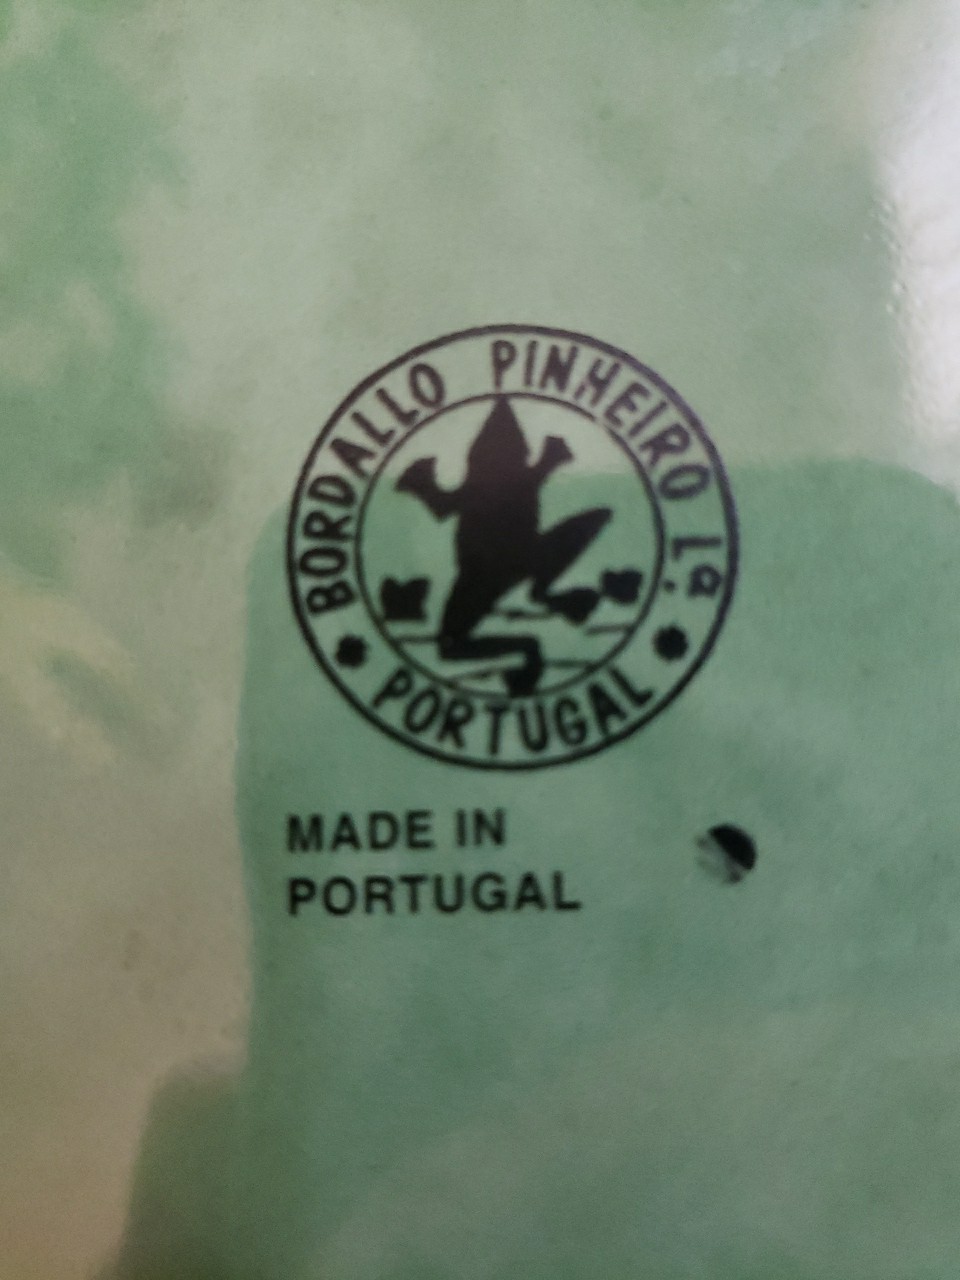 BORDALLO PINHEIRO Lª.
PORTUGAL
MADE IN
PORTUGAL